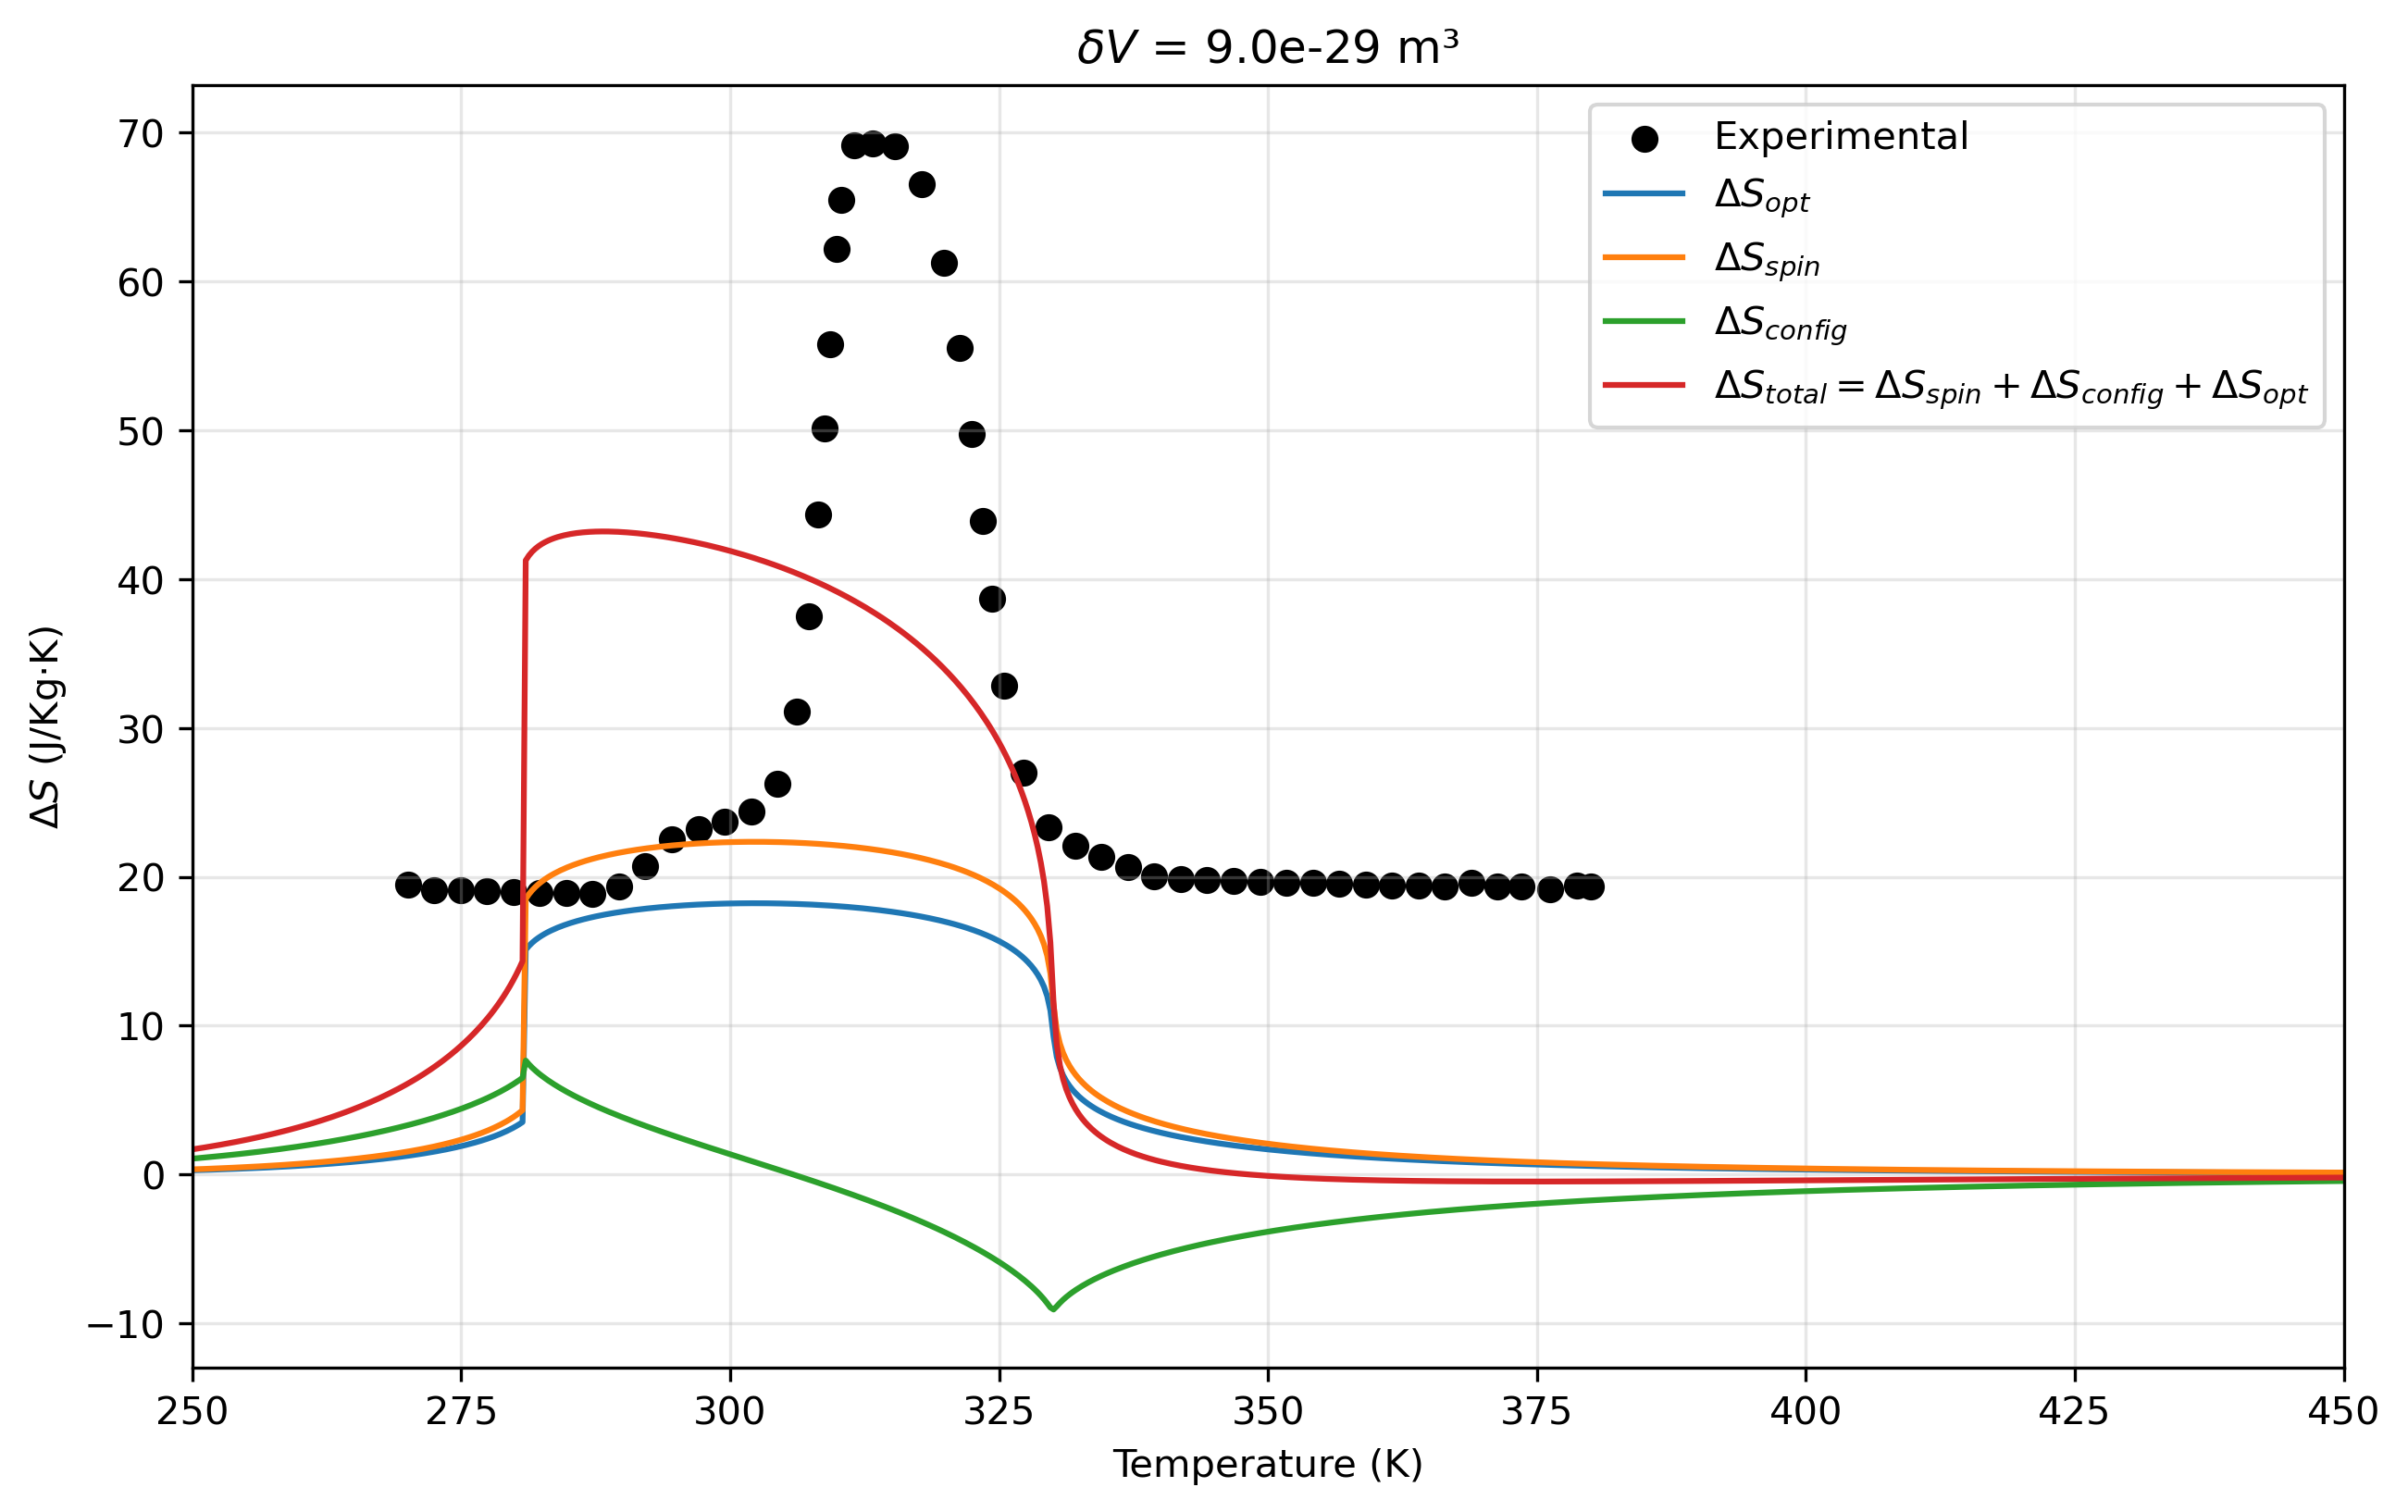 δV = 9.0e-29 m³
70
60
50
40
30
20
10
0
−10
ΔS (J/Kg·K)
Experimental
ΔS_opt
ΔS_spin
ΔS_config
ΔS_total = ΔS_spin + ΔS_config + ΔS_opt
250 275 300 325 350 375 400 425 450
Temperature (K)